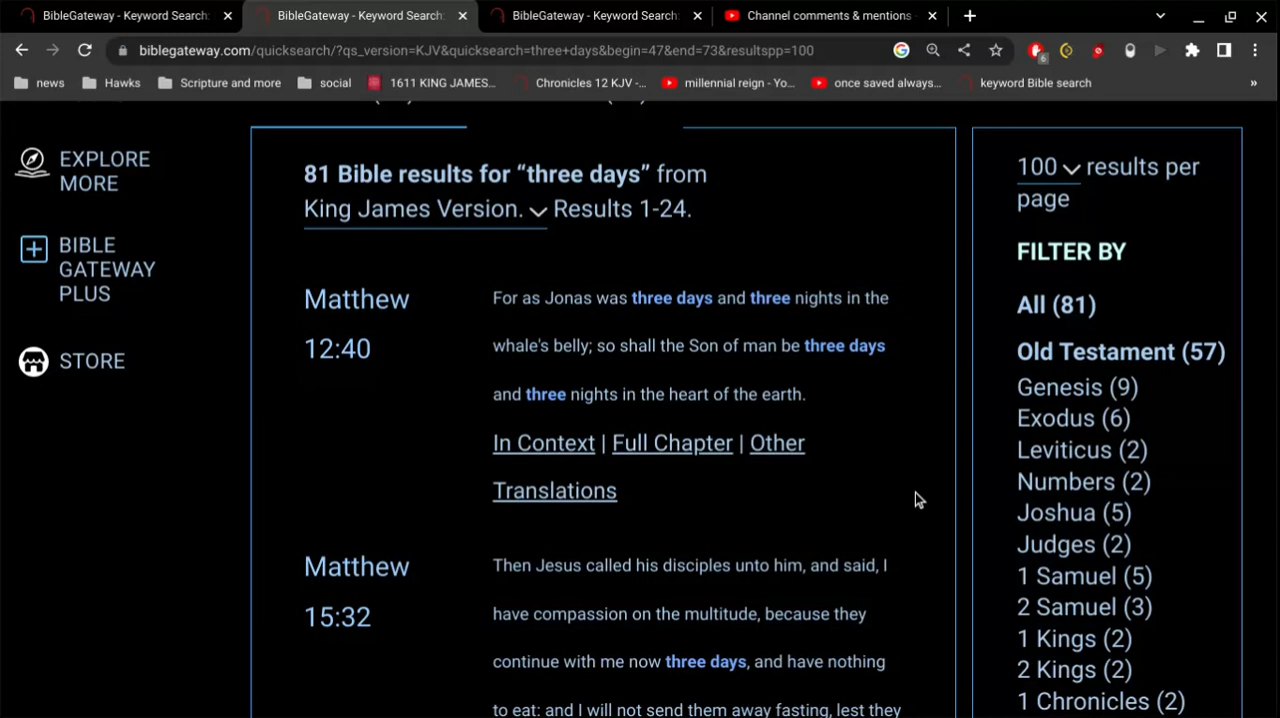 BibleGateway - Keyword Search:
BibleGateway - Keyword Search:
BibleGateway - Keyword Search:
Channel comments & mentions -
biblegateway.com/quicksearch/?qs_version=KJV&quicksearch=three+days&begin=47&end=73&resultspp=100
6
news
Hawks
Scripture and more
social
1611 KING JAMES...
Chronicles 12 KJV -...
millennial reign - Yo...
once saved always...
keyword Bible search
»
EXPLORE
MORE
BIBLE
GATEWAY
PLUS
STORE
81 Bible results for “three days” from
King James Version. Results 1-24.
Matthew
12:40
For as Jonas was three days and three nights in the
whale's belly; so shall the Son of man be three days
and three nights in the heart of the earth.
In Context | Full Chapter | Other
Translations
Matthew
15:32
Then Jesus called his disciples unto him, and said, I
have compassion on the multitude, because they
continue with me now three days, and have nothing
to eat: and I will not send them away fasting, lest they
100 results per
page
FILTER BY
All (81)
Old Testament (57)
Genesis (9)
Exodus (6)
Leviticus (2)
Numbers (2)
Joshua (5)
Judges (2)
1 Samuel (5)
2 Samuel (3)
1 Kings (2)
2 Kings (2)
1 Chronicles (2)